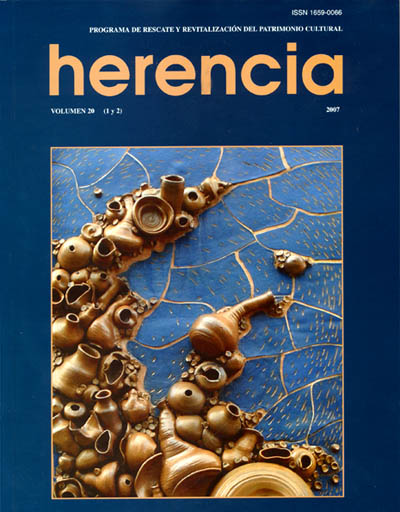 ISSN 1659-0066
PROGRAMA DE RESCATE Y REVITALIZACIÓN DEL PATRIMONIO CULTURAL
herencia
VOLUMEN 20 (1 y 2) 2007